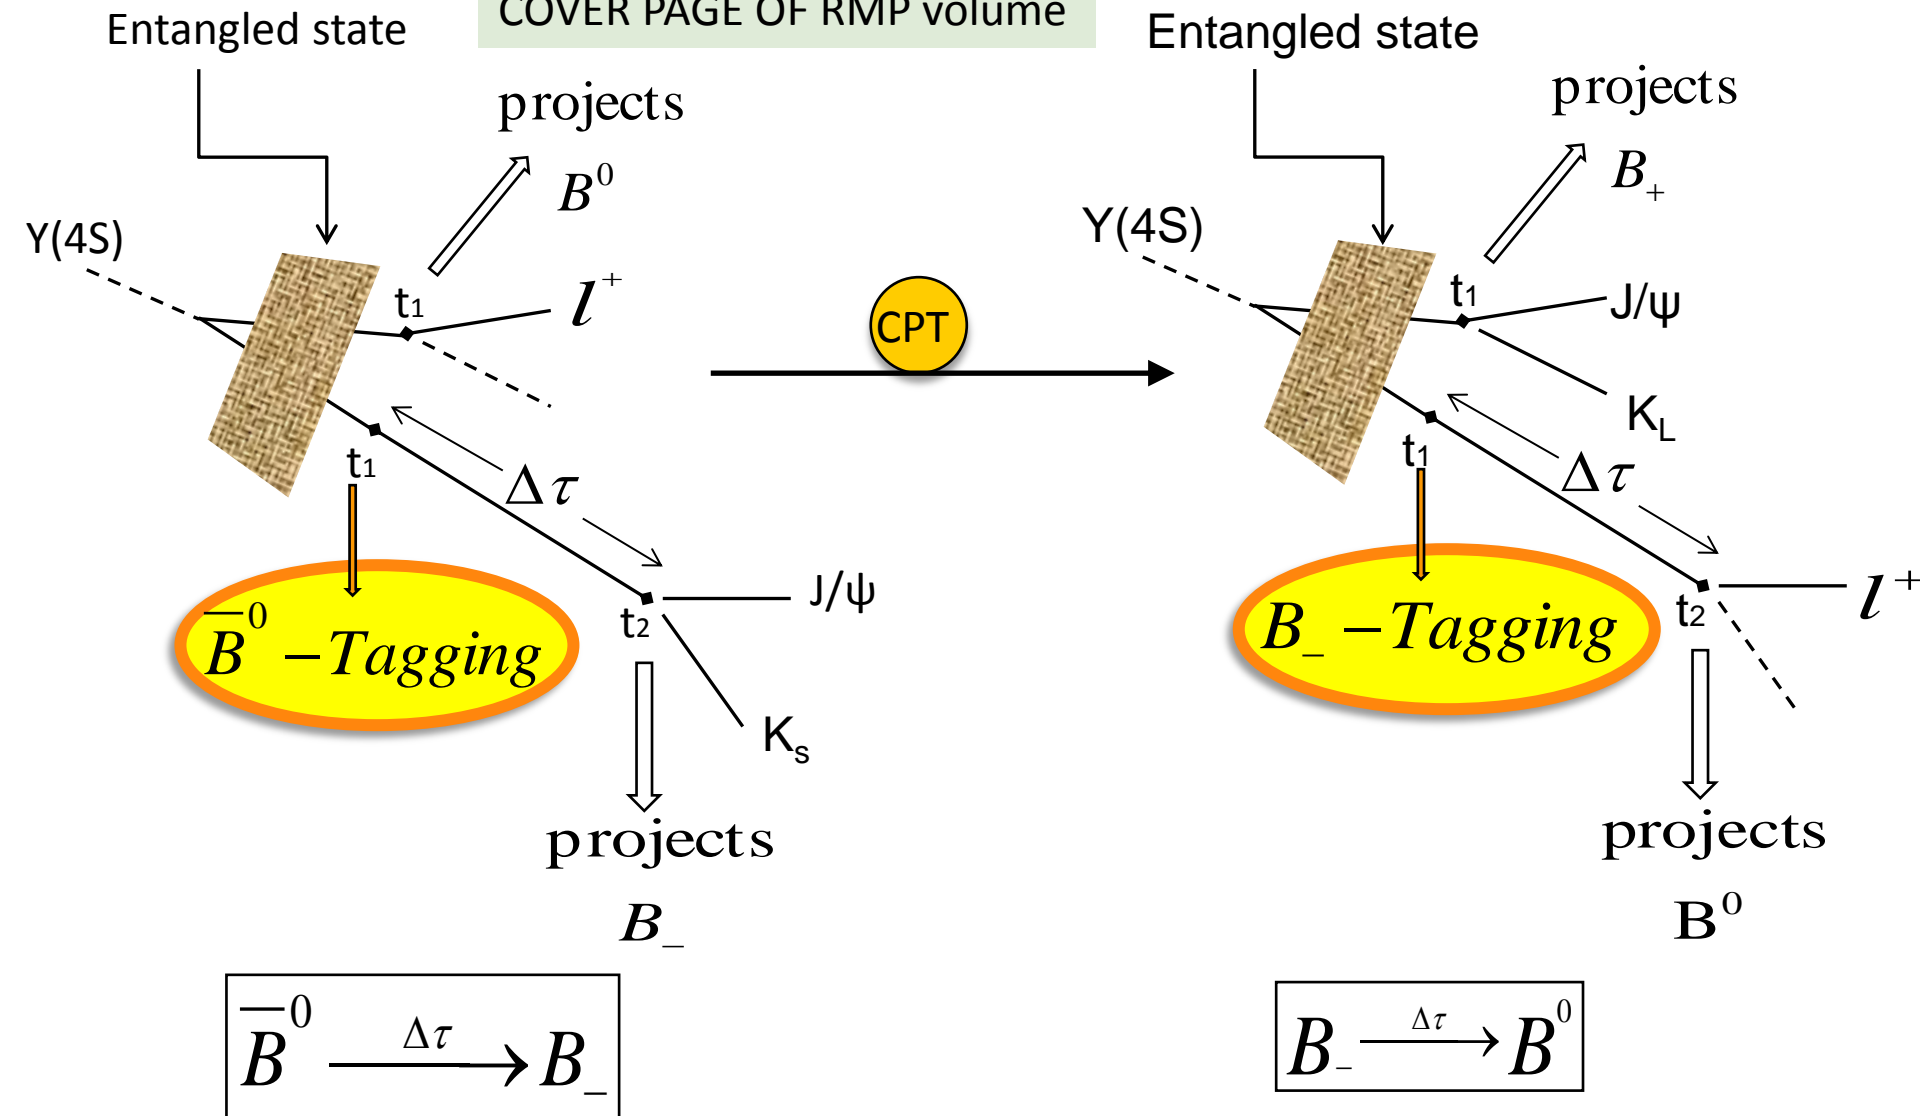 COVER PAGE OF RMP volume
Entangled state
projects
B⁰
Υ(4S)
t₁
l⁺
t₁
Δτ
B̅⁰ –Tagging
J/ψ
t₂
Kₛ
projects
B₋
B̅⁰ Δτ→ B₋
CPT
Entangled state
projects
B₊
Υ(4S)
t₁
J/ψ
K_L
t₁
Δτ
B₋ –Tagging
t₂
l⁺
projects
B⁰
B₋ Δτ→ B⁰